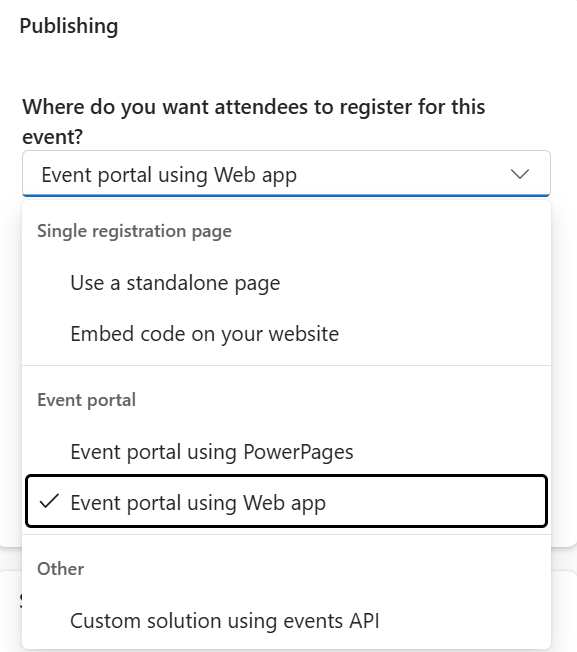 Publishing
Where do you want attendees to register for this
event?
Event portal using Web app
Single registration page
Use a standalone page
Embed code on your website
Event portal
Event portal using PowerPages
Event portal using Web app
Other
Custom solution using events API